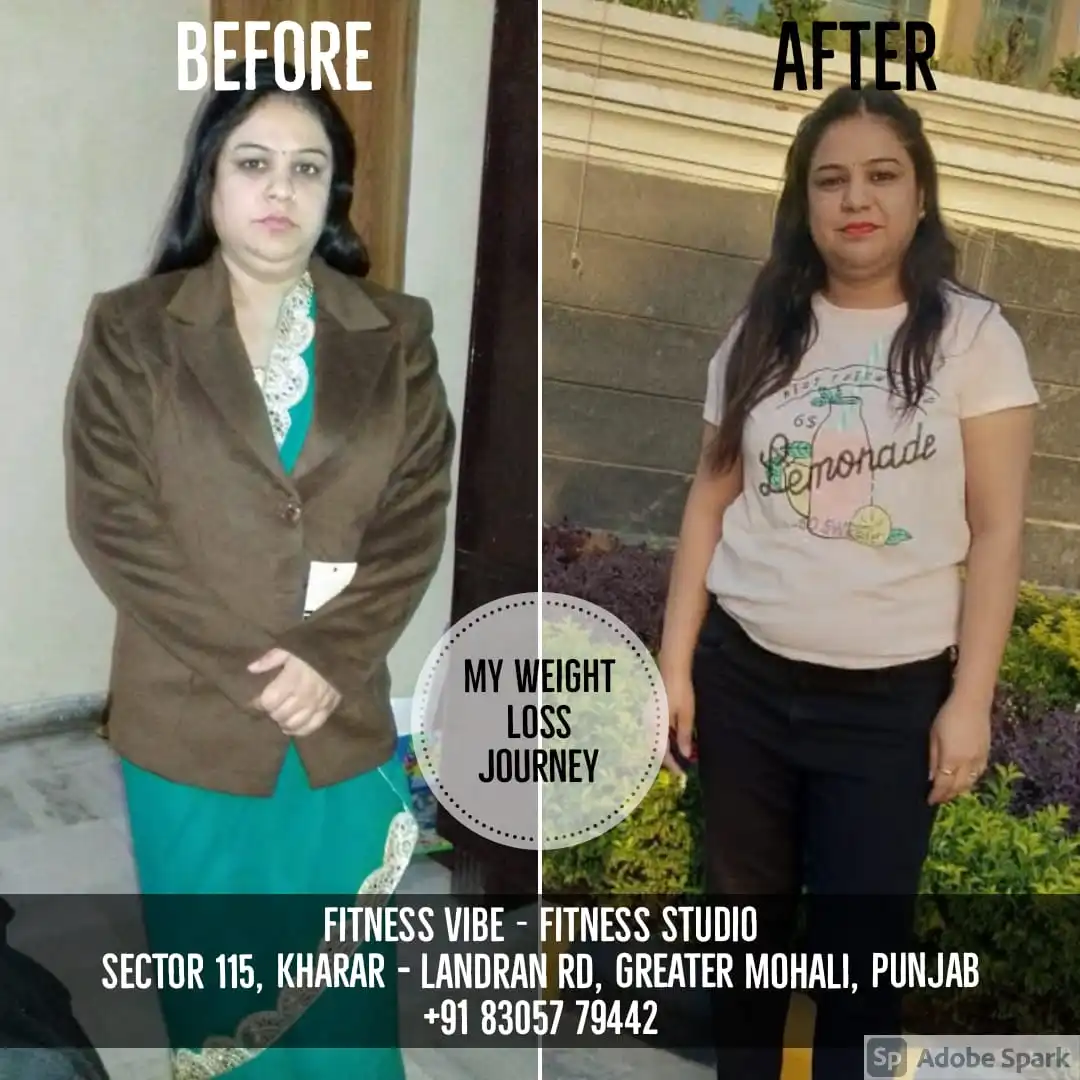 BEFORE
AFTER
65
Lemonade
MY WEIGHT
LOSS
JOURNEY
FITNESS VIBE - FITNESS STUDIO
SECTOR 115, KHARAR - LANDRAN RD, GREATER MOHALI, PUNJAB
+91 83057 79442
Sp Adobe Spark